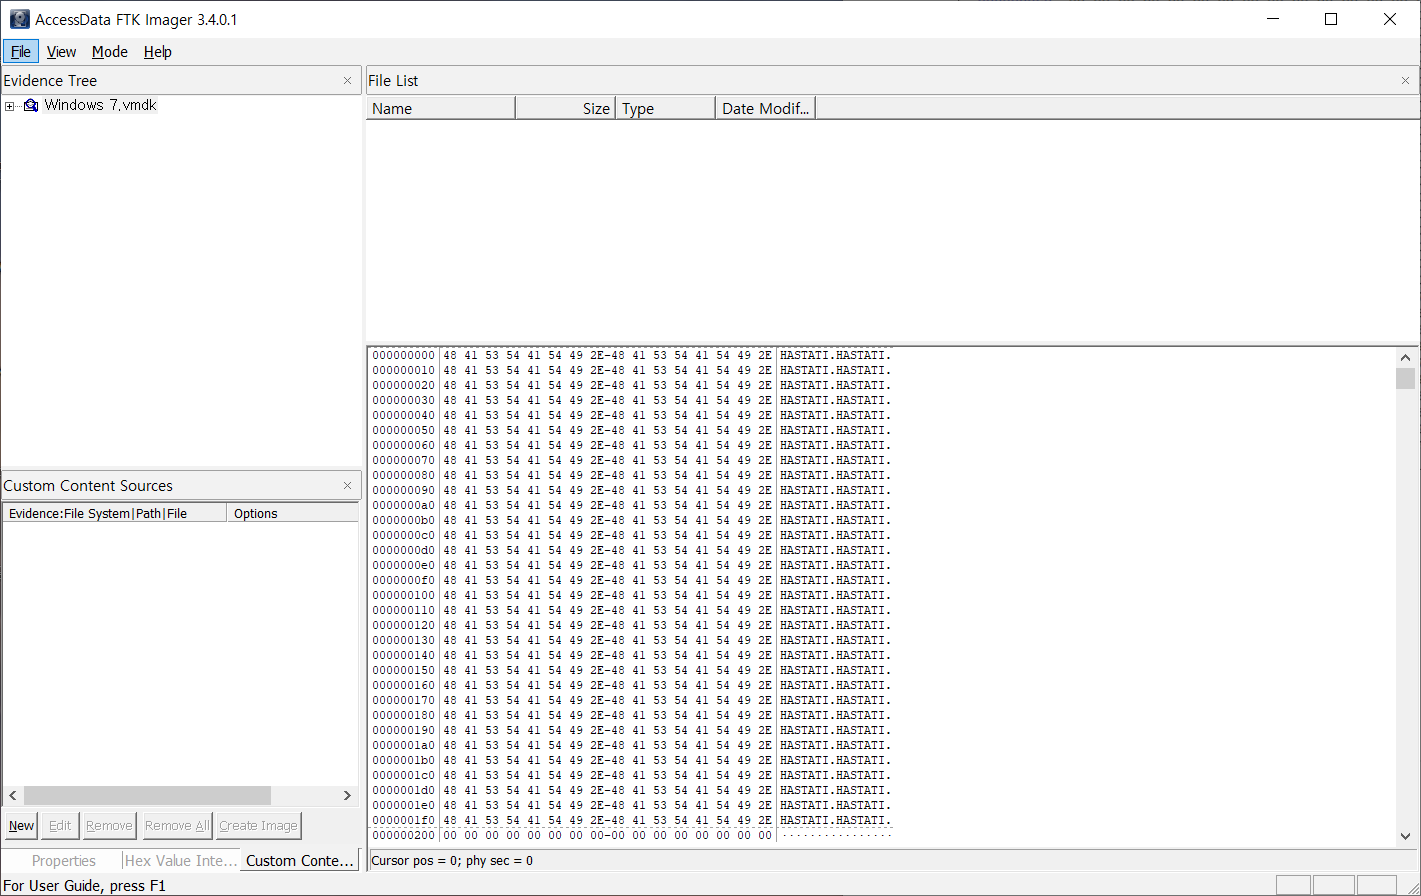 AccessData FTK Imager 3.4.0.1
File View Mode Help
Evidence Tree
Windows 7.vmdk
File List
Name Size Type Date Modif...
000000000 48 41 53 54 41 54 49 2E-48 41 53 54 41 54 49 2E HASTATI.HASTATI.
000000010 48 41 53 54 41 54 49 2E-48 41 53 54 41 54 49 2E HASTATI.HASTATI.
000000020 48 41 53 54 41 54 49 2E-48 41 53 54 41 54 49 2E HASTATI.HASTATI.
000000030 48 41 53 54 41 54 49 2E-48 41 53 54 41 54 49 2E HASTATI.HASTATI.
000000040 48 41 53 54 41 54 49 2E-48 41 53 54 41 54 49 2E HASTATI.HASTATI.
000000050 48 41 53 54 41 54 49 2E-48 41 53 54 41 54 49 2E HASTATI.HASTATI.
000000060 48 41 53 54 41 54 49 2E-48 41 53 54 41 54 49 2E HASTATI.HASTATI.
000000070 48 41 53 54 41 54 49 2E-48 41 53 54 41 54 49 2E HASTATI.HASTATI.
000000080 48 41 53 54 41 54 49 2E-48 41 53 54 41 54 49 2E HASTATI.HASTATI.
000000090 48 41 53 54 41 54 49 2E-48 41 53 54 41 54 49 2E HASTATI.HASTATI.
0000000a0 48 41 53 54 41 54 49 2E-48 41 53 54 41 54 49 2E HASTATI.HASTATI.
0000000b0 48 41 53 54 41 54 49 2E-48 41 53 54 41 54 49 2E HASTATI.HASTATI.
0000000c0 48 41 53 54 41 54 49 2E-48 41 53 54 41 54 49 2E HASTATI.HASTATI.
0000000d0 48 41 53 54 41 54 49 2E-48 41 53 54 41 54 49 2E HASTATI.HASTATI.
0000000e0 48 41 53 54 41 54 49 2E-48 41 53 54 41 54 49 2E HASTATI.HASTATI.
0000000f0 48 41 53 54 41 54 49 2E-48 41 53 54 41 54 49 2E HASTATI.HASTATI.
000000100 48 41 53 54 41 54 49 2E-48 41 53 54 41 54 49 2E HASTATI.HASTATI.
000000110 48 41 53 54 41 54 49 2E-48 41 53 54 41 54 49 2E HASTATI.HASTATI.
000000120 48 41 53 54 41 54 49 2E-48 41 53 54 41 54 49 2E HASTATI.HASTATI.
000000130 48 41 53 54 41 54 49 2E-48 41 53 54 41 54 49 2E HASTATI.HASTATI.
000000140 48 41 53 54 41 54 49 2E-48 41 53 54 41 54 49 2E HASTATI.HASTATI.
000000150 48 41 53 54 41 54 49 2E-48 41 53 54 41 54 49 2E HASTATI.HASTATI.
000000160 48 41 53 54 41 54 49 2E-48 41 53 54 41 54 49 2E HASTATI.HASTATI.
000000170 48 41 53 54 41 54 49 2E-48 41 53 54 41 54 49 2E HASTATI.HASTATI.
000000180 48 41 53 54 41 54 49 2E-48 41 53 54 41 54 49 2E HASTATI.HASTATI.
000000190 48 41 53 54 41 54 49 2E-48 41 53 54 41 54 49 2E HASTATI.HASTATI.
0000001a0 48 41 53 54 41 54 49 2E-48 41 53 54 41 54 49 2E HASTATI.HASTATI.
0000001b0 48 41 53 54 41 54 49 2E-48 41 53 54 41 54 49 2E HASTATI.HASTATI.
0000001c0 48 41 53 54 41 54 49 2E-48 41 53 54 41 54 49 2E HASTATI.HASTATI.
0000001d0 48 41 53 54 41 54 49 2E-48 41 53 54 41 54 49 2E HASTATI.HASTATI.
0000001e0 48 41 53 54 41 54 49 2E-48 41 53 54 41 54 49 2E HASTATI.HASTATI.
0000001f0 48 41 53 54 41 54 49 2E-48 41 53 54 41 54 49 2E HASTATI.HASTATI.
000000200 00 00 00 00 00 00 00 00-00 00 00 00 00 00 00 00 ················
Cursor pos = 0; phy sec = 0
Custom Content Sources
Evidence:File System|Path|File Options
New Edit Remove Remove All Create Image
Properties Hex Value Inte... Custom Conte...
For User Guide, press F1